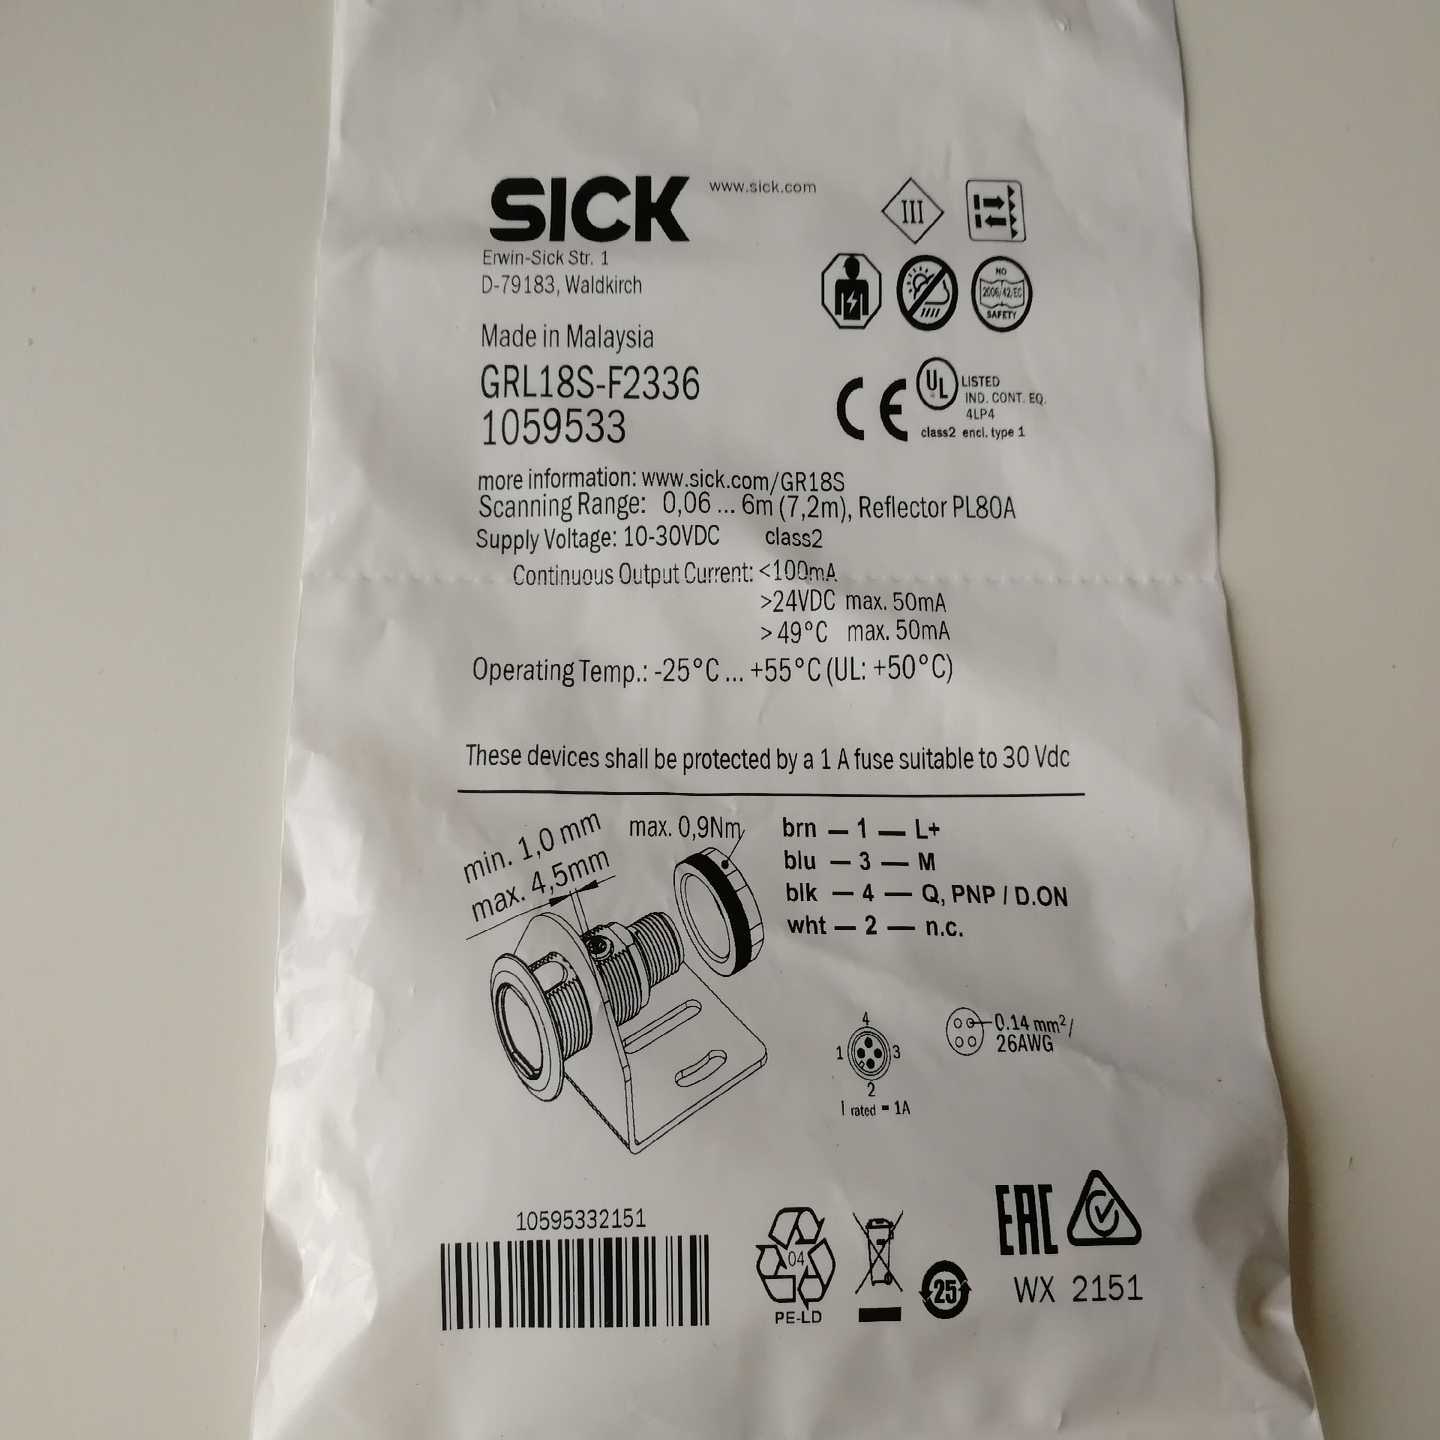 SICK www.sick.com
Erwin-Sick Str. 1
D-79183, Waldkirch
III
NO
2006/42/EC
SAFETY
Made in Malaysia
GRL18S-F2336
1059533
CE UL LISTED
IND. CONT. EQ.
4LP4
class2 encl. type 1
more information: www.sick.com/GR18S
Scanning Range: 0,06 ... 6m (7,2m), Reflector PL80A
Supply Voltage: 10-30VDC class2
Continuous Output Current: <100mA
>24VDC max. 50mA
>49°C max. 50mA
Operating Temp.: -25°C ... +55°C (UL: +50°C)
These devices shall be protected by a 1 A fuse suitable to 30 Vdc
min. 1,0 mm
max. 4,5mm
max. 0,9Nm
brn — 1 — L+
blu — 3 — M
blk — 4 — Q, PNP / D.ON
wht — 2 — n.c.
4
1 3
2
I rated = 1A
0.14 mm²/
26AWG
10595332151
04
PE-LD
25
EAC
WX 2151